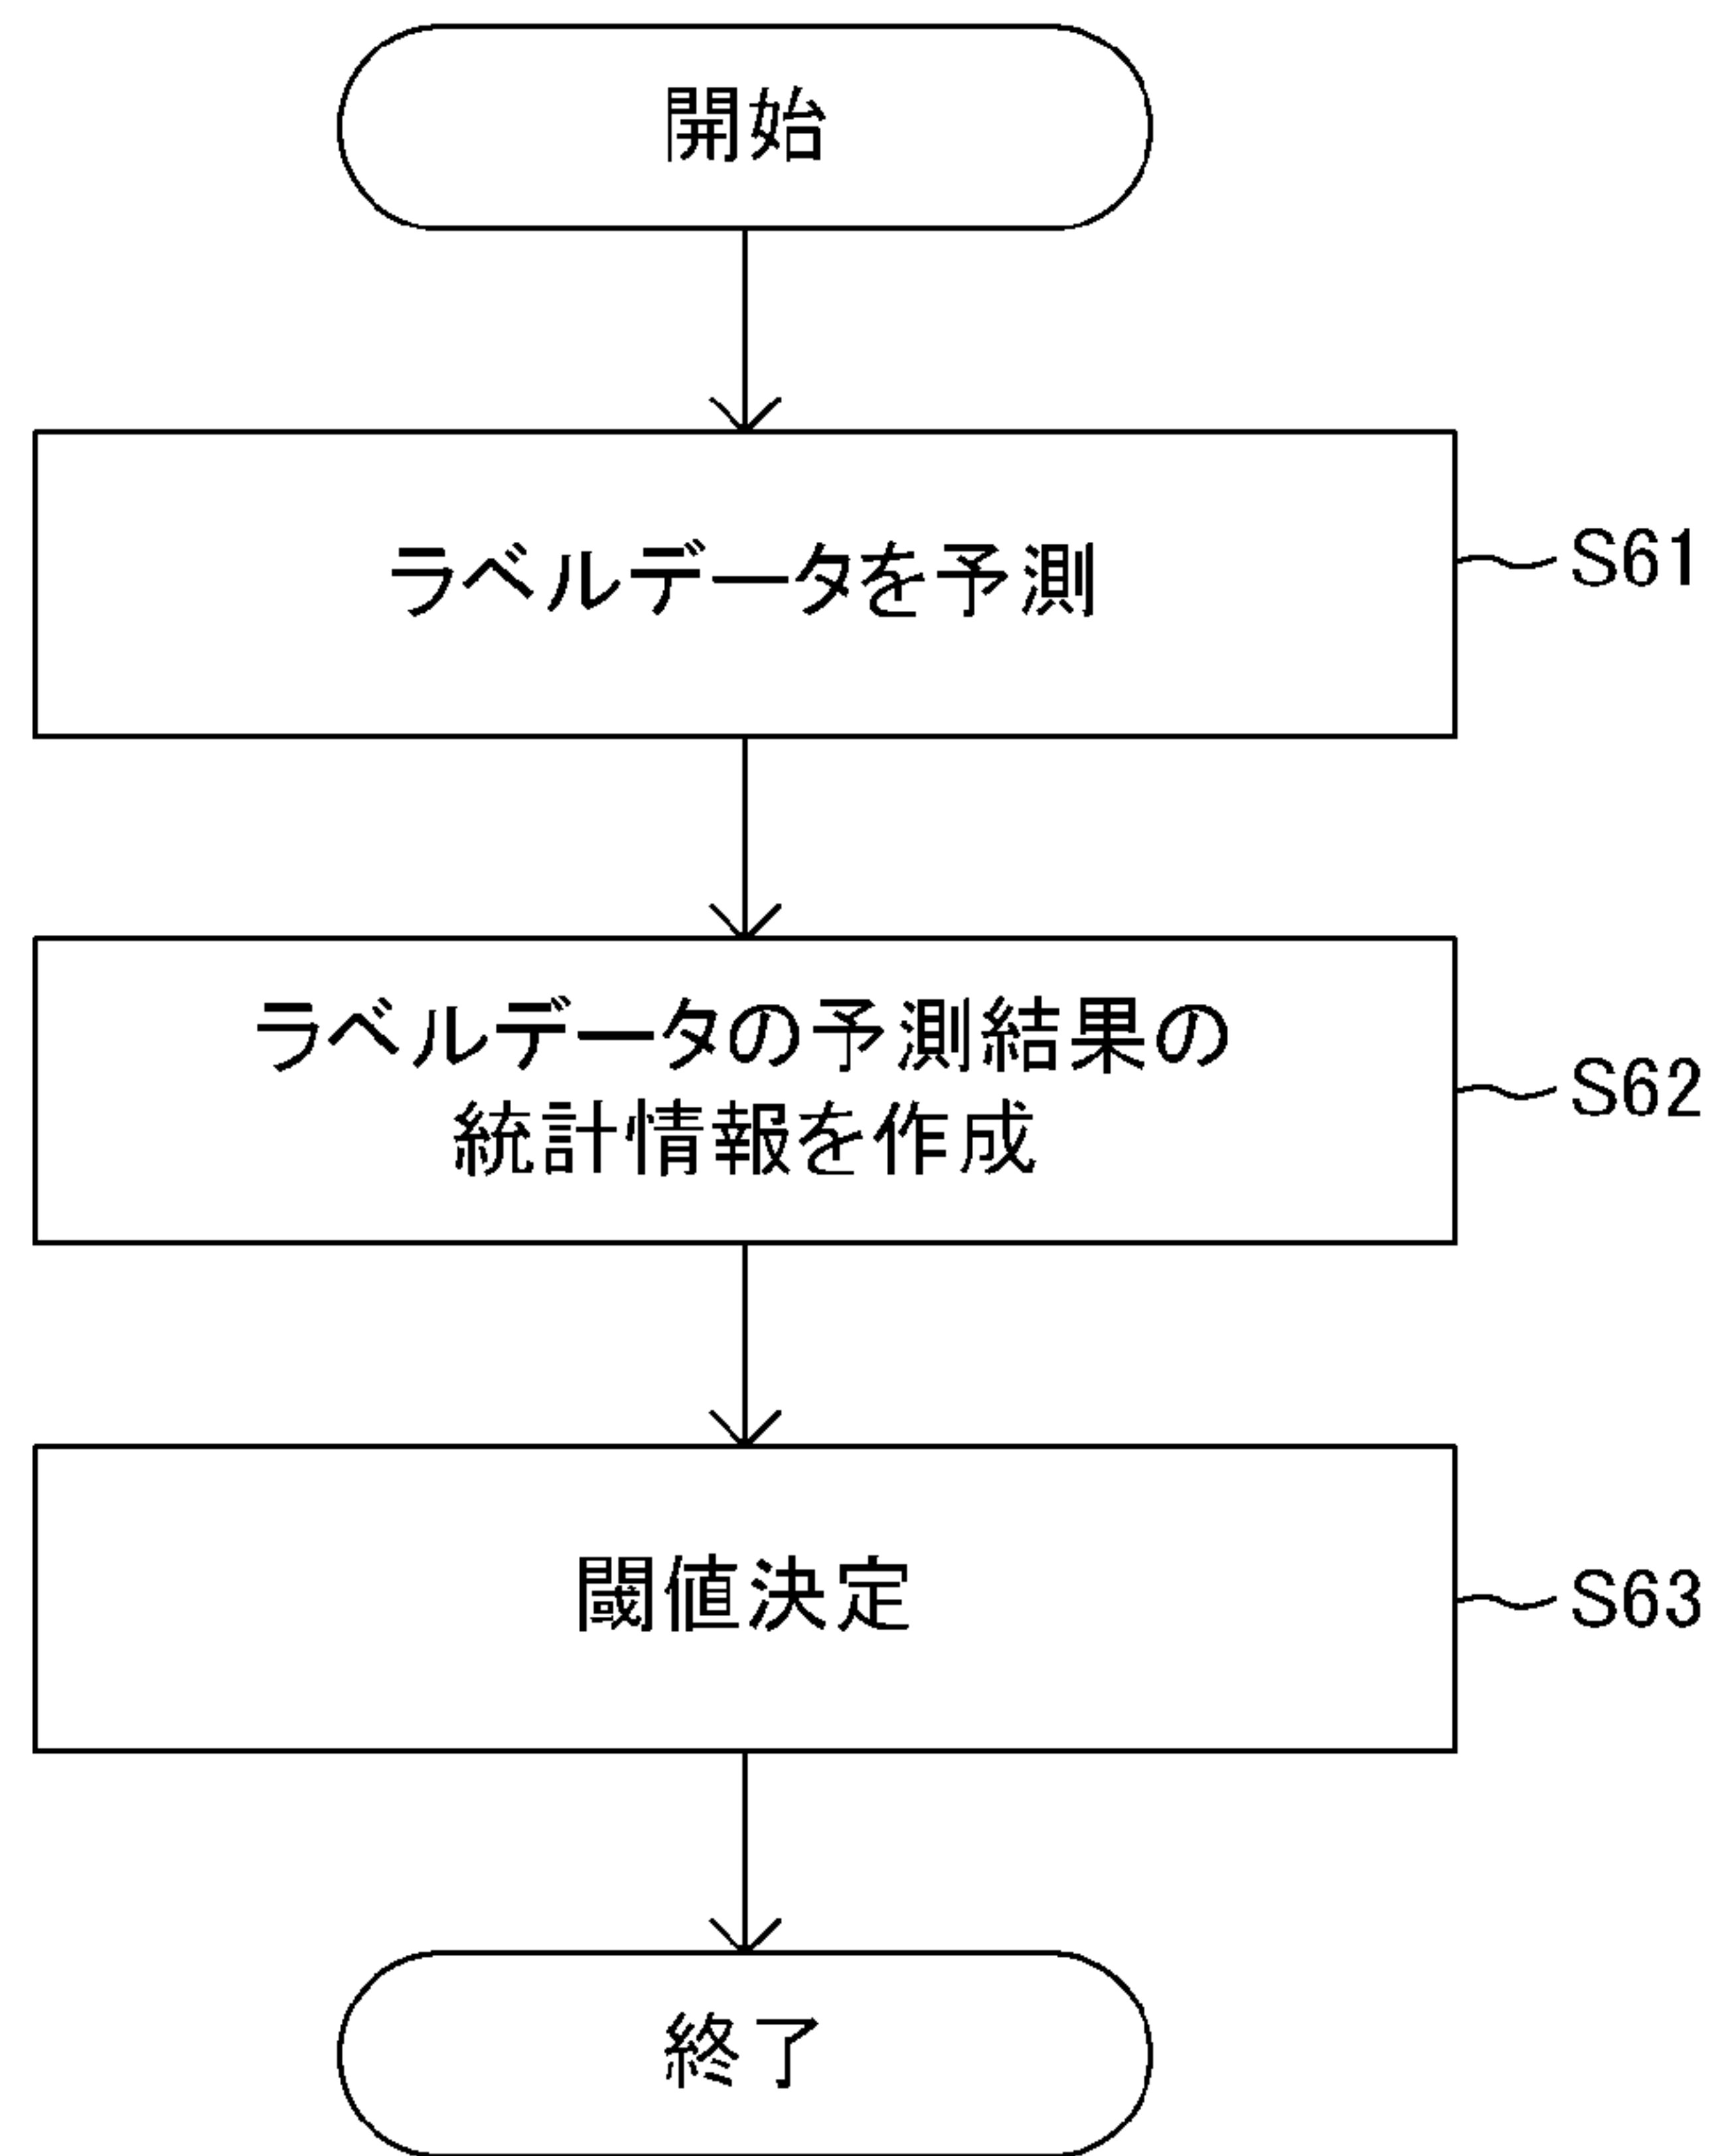 開始
ラベルデータを予測
S61
ラベルデータの予測結果の
統計情報を作成
S62
閾値決定
S63
終了